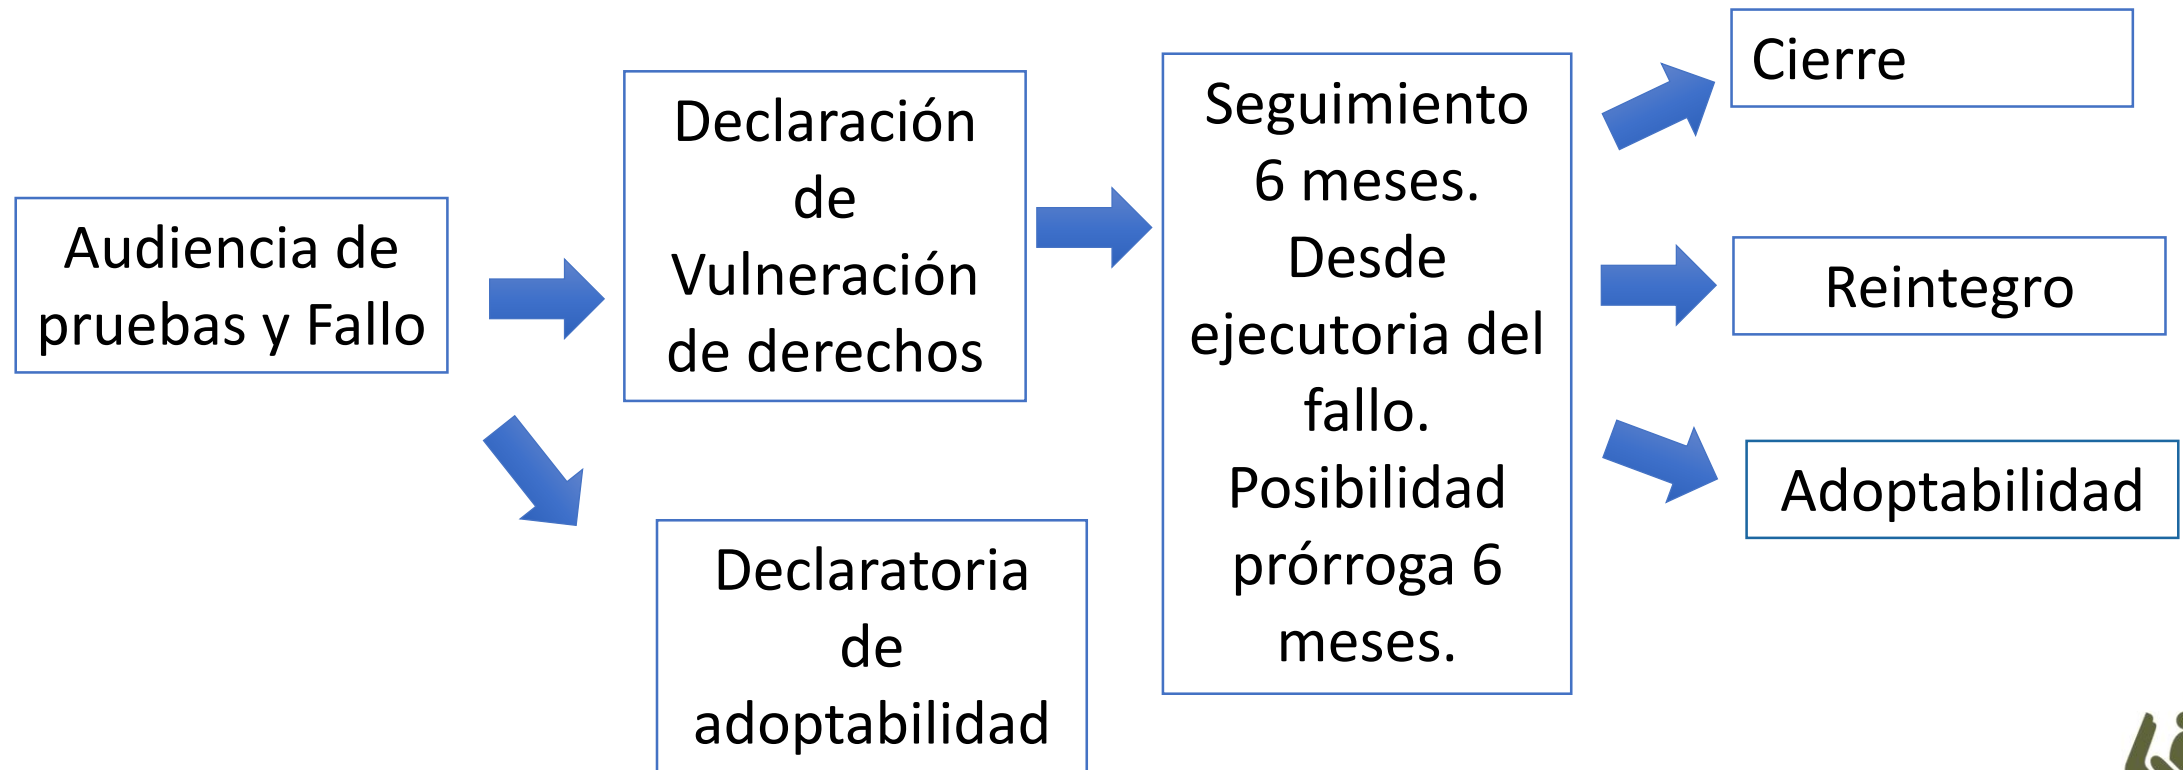 Audiencia de
pruebas y Fallo
Declaración
de
Vulneración
de derechos
Declaratoria
de
adoptabilidad
Seguimiento
6 meses.
Desde
ejecutoria del
fallo.
Posibilidad
prórroga 6
meses.
Cierre
Reintegro
Adoptabilidad